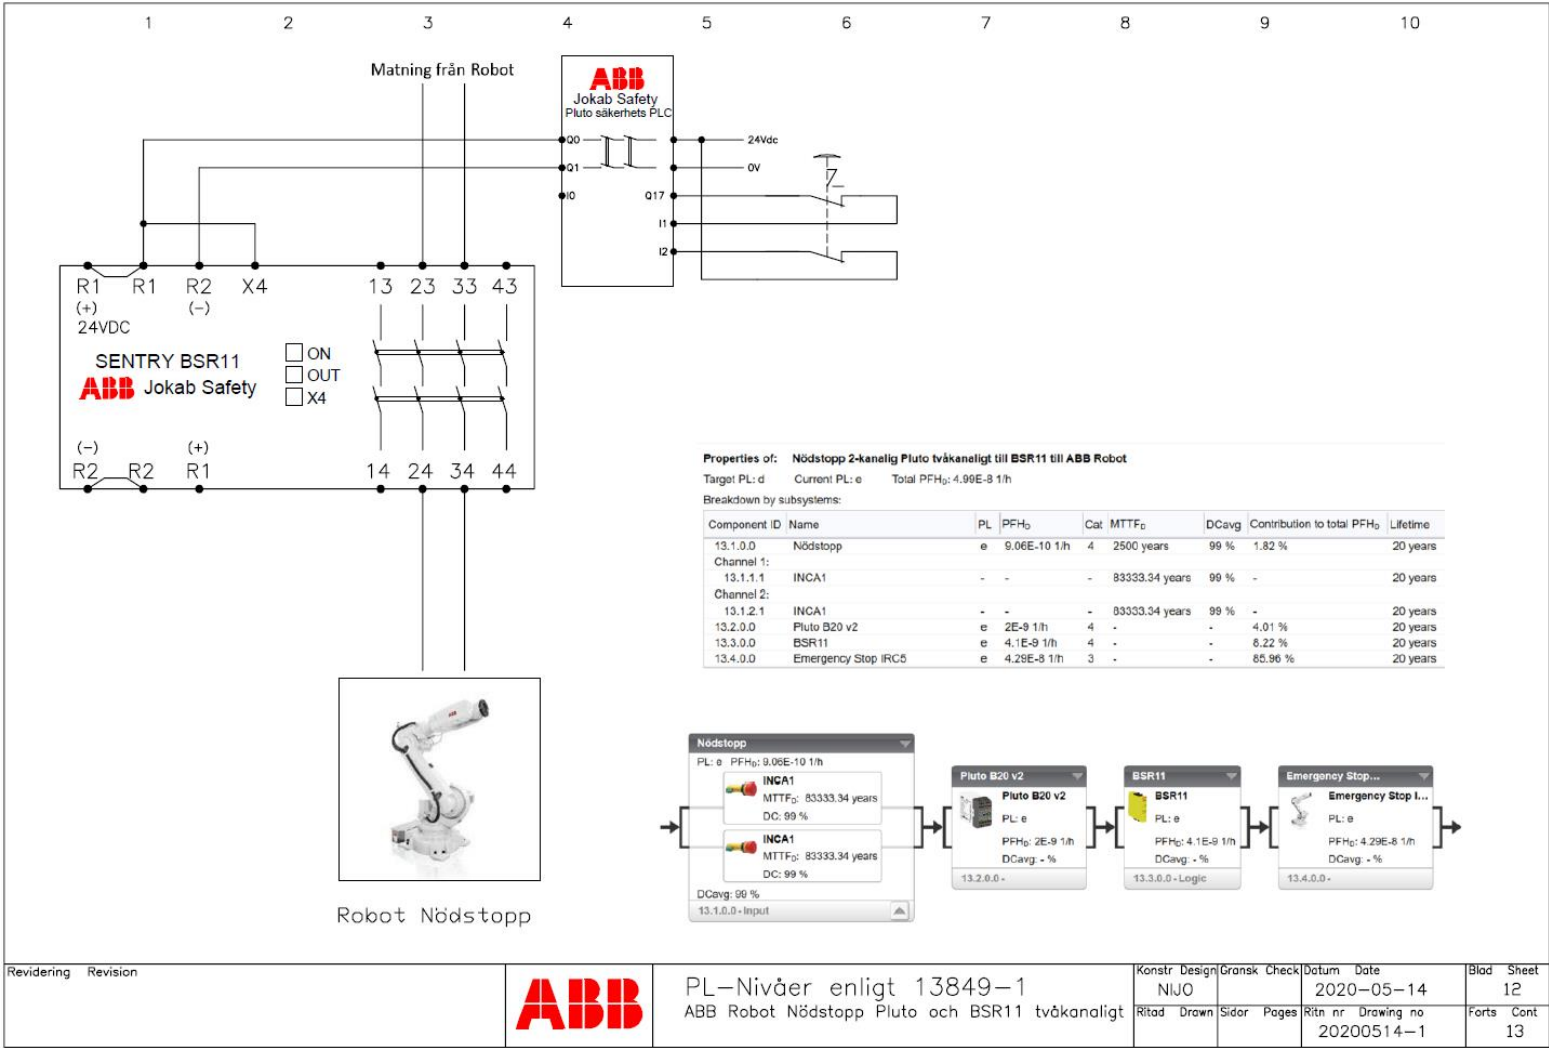 1 2 3 4 5 6 7 8 9 10
Matning från Robot
ABB
Jokab Safety
Pluto säkerhets PLC
Q0
24Vdc
Q1
0V
I0
Q17
I1
I2
R1 R1 R2 X4 13 23 33 43
(+) (−)
24VDC
SENTRY BSR11
ABB Jokab Safety
ON
OUT
X4
(−) (+)
R2 R2 R1 14 24 34 44
Robot Nödstopp
Properties of: Nödstopp 2-kanalig Pluto tvåkanaligt till BSR11 till ABB Robot
Target PL: d Current PL: e Total PFHD: 4.99E-8 1/h
Breakdown by subsystems:
Component ID Name PL PFHD Cat MTTFD DCavg Contribution to total PFHD Lifetime
13.1.0.0 Nödstopp e 9.06E-10 1/h 4 2500 years 99 % 1.82 % 20 years
Channel 1:
13.1.1.1 INCA1 - - - 83333.34 years 99 % - 20 years
Channel 2:
13.1.2.1 INCA1 - - - 83333.34 years 99 % - 20 years
13.2.0.0 Pluto B20 v2 e 2E-9 1/h 4 - - 4.01 % 20 years
13.3.0.0 BSR11 e 4.1E-9 1/h 4 - - 8.22 % 20 years
13.4.0.0 Emergency Stop IRC5 e 4.29E-8 1/h 3 - - 85.96 % 20 years
Nödstopp
PL: e PFHD: 9.06E-10 1/h
INCA1
MTTFD: 83333.34 years
DC: 99 %
INCA1
MTTFD: 83333.34 years
DC: 99 %
DCavg: 99 %
13.1.0.0 - Input
Pluto B20 v2
Pluto B20 v2
PL: e
PFHD: 2E-9 1/h
DCavg: - %
13.2.0.0 -
BSR11
BSR11
PL: e
PFHD: 4.1E-9 1/h
DCavg: - %
13.3.0.0 - Logic
Emergency Stop...
Emergency Stop I...
PL: e
PFHD: 4.29E-8 1/h
DCavg: - %
13.4.0.0 -
Revidering Revision
ABB
PL−Nivåer enligt 13849−1
ABB Robot Nödstopp Pluto och BSR11 tvåkanaligt
Konstr Design Gransk Check Datum Date Blad Sheet
NIJO 2020−05−14 12
Ritad Drawn Sidor Pages Ritn nr Drawing no Forts Cont
20200514−1 13